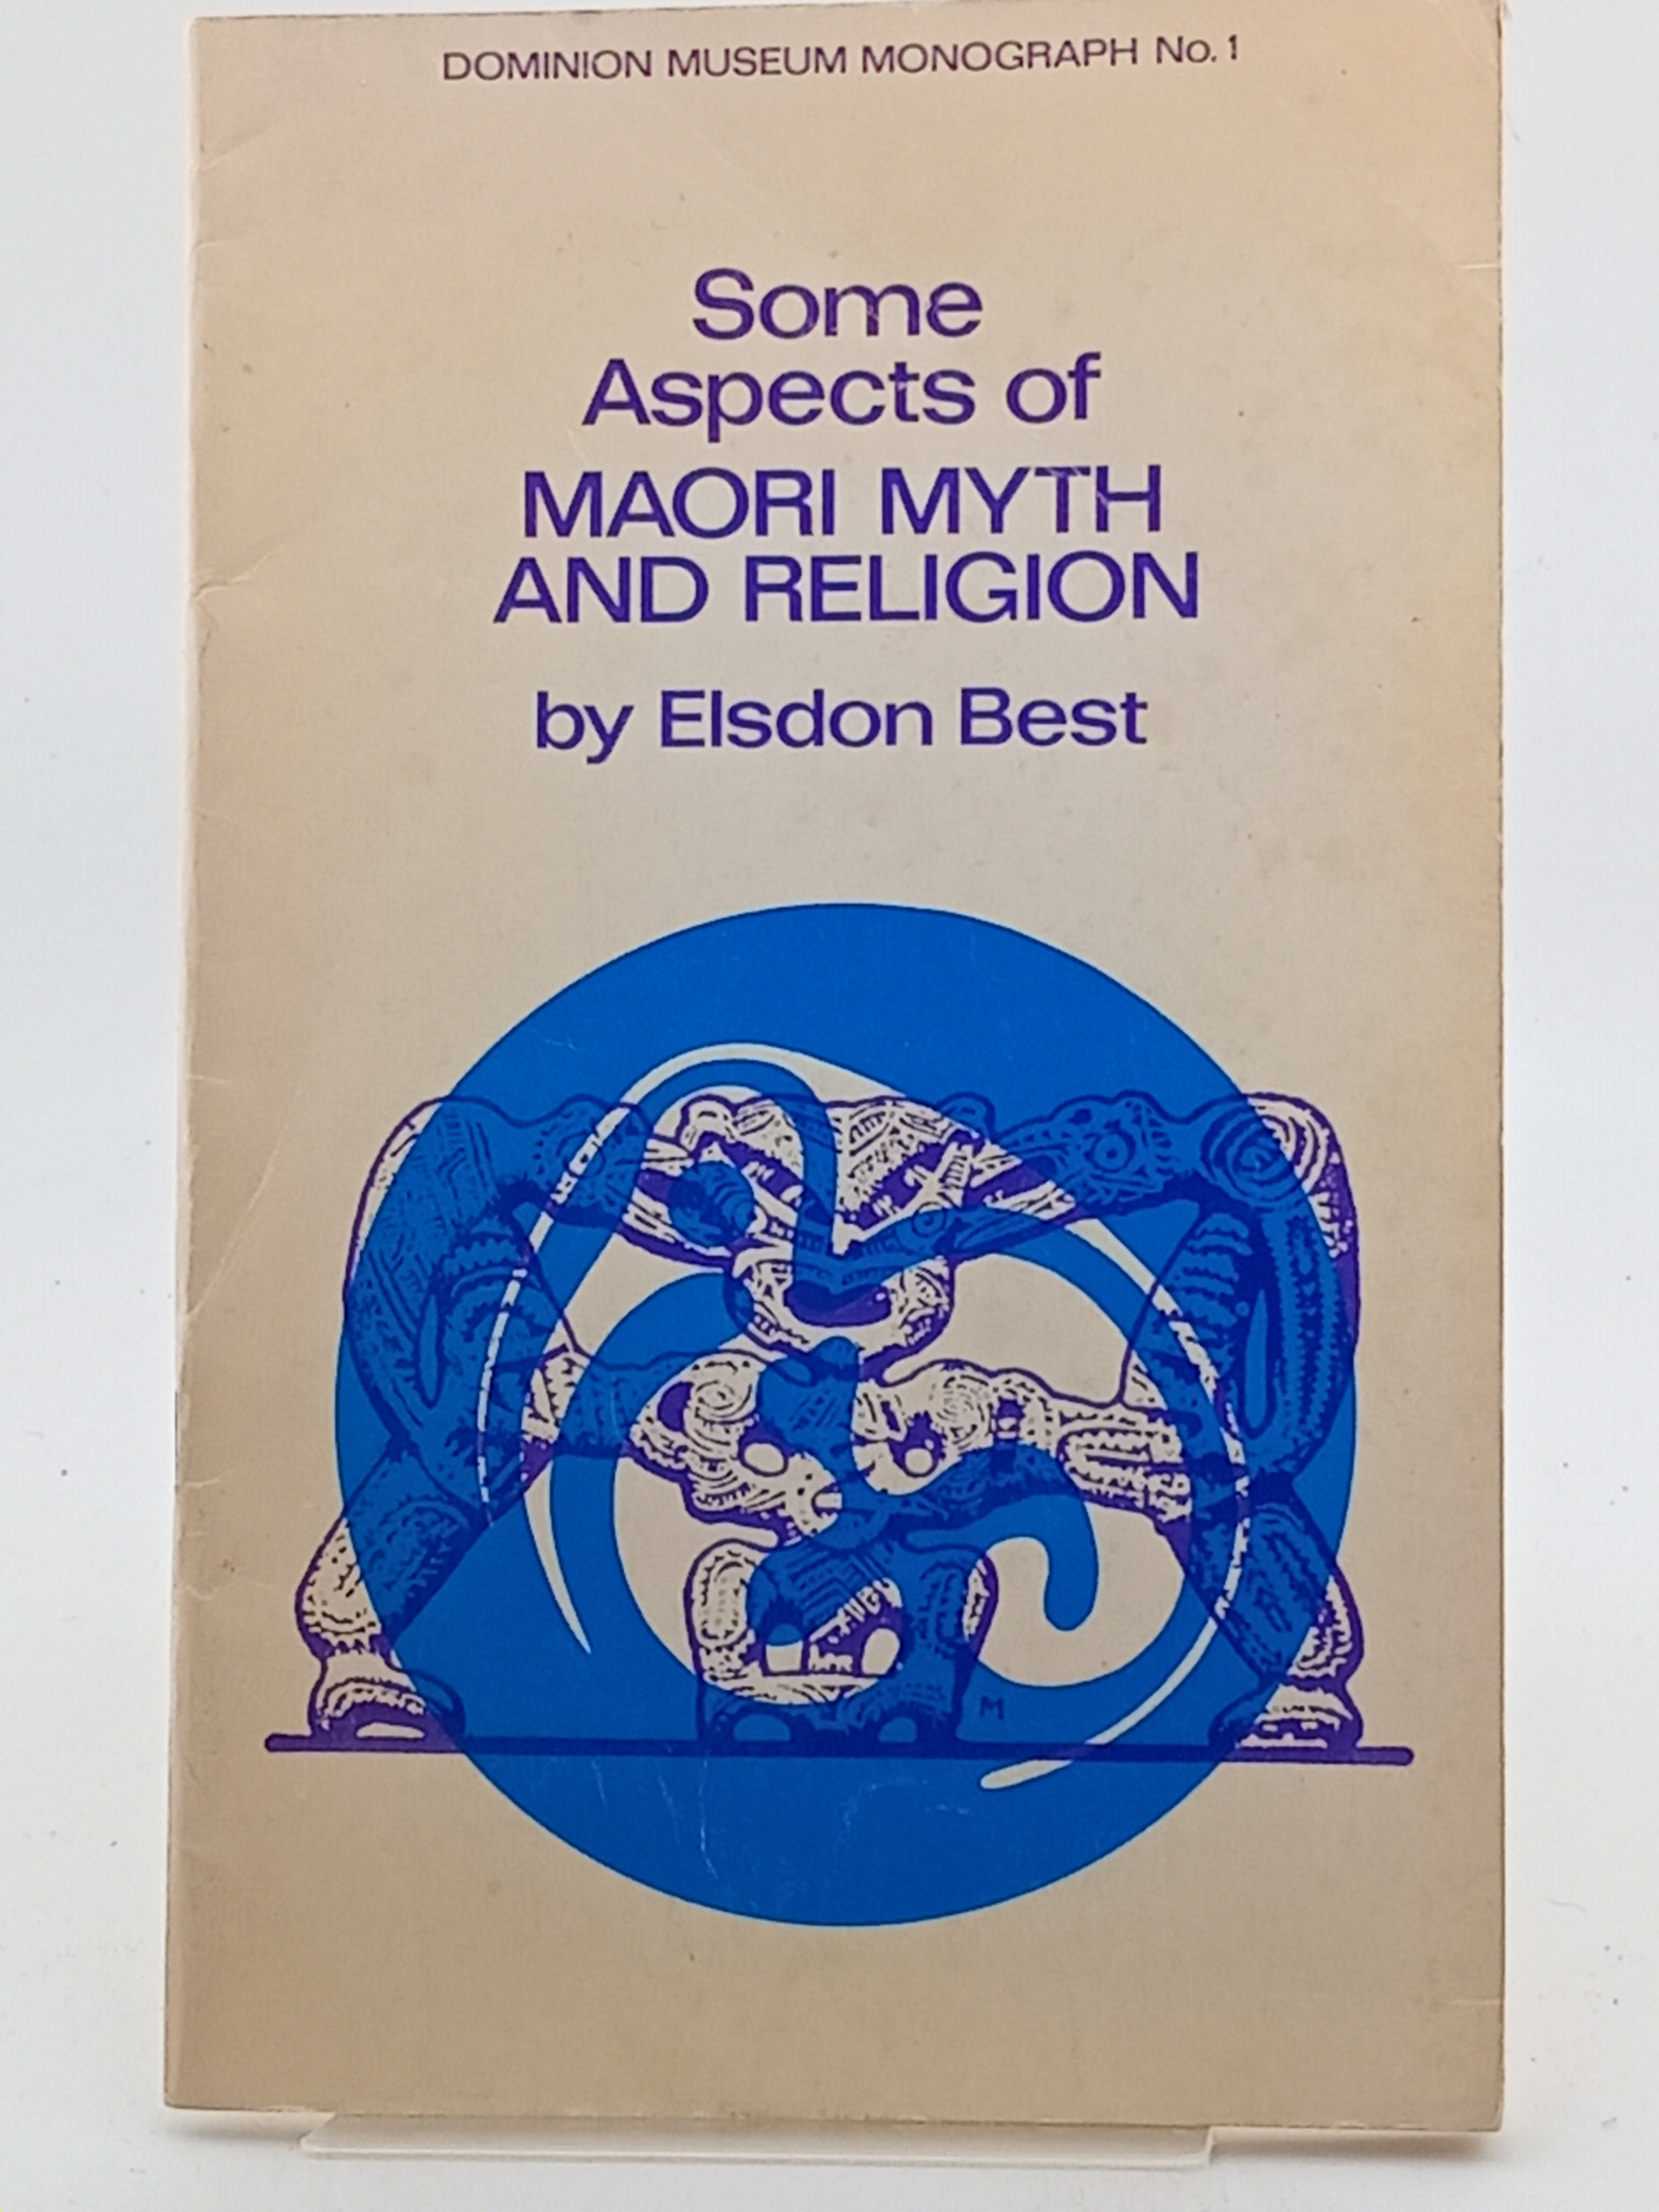 DOMINION MUSEUM MONOGRAPH No. 1
Some
Aspects of
MAORI MYTH
AND RELIGION
by Elsdon Best
M